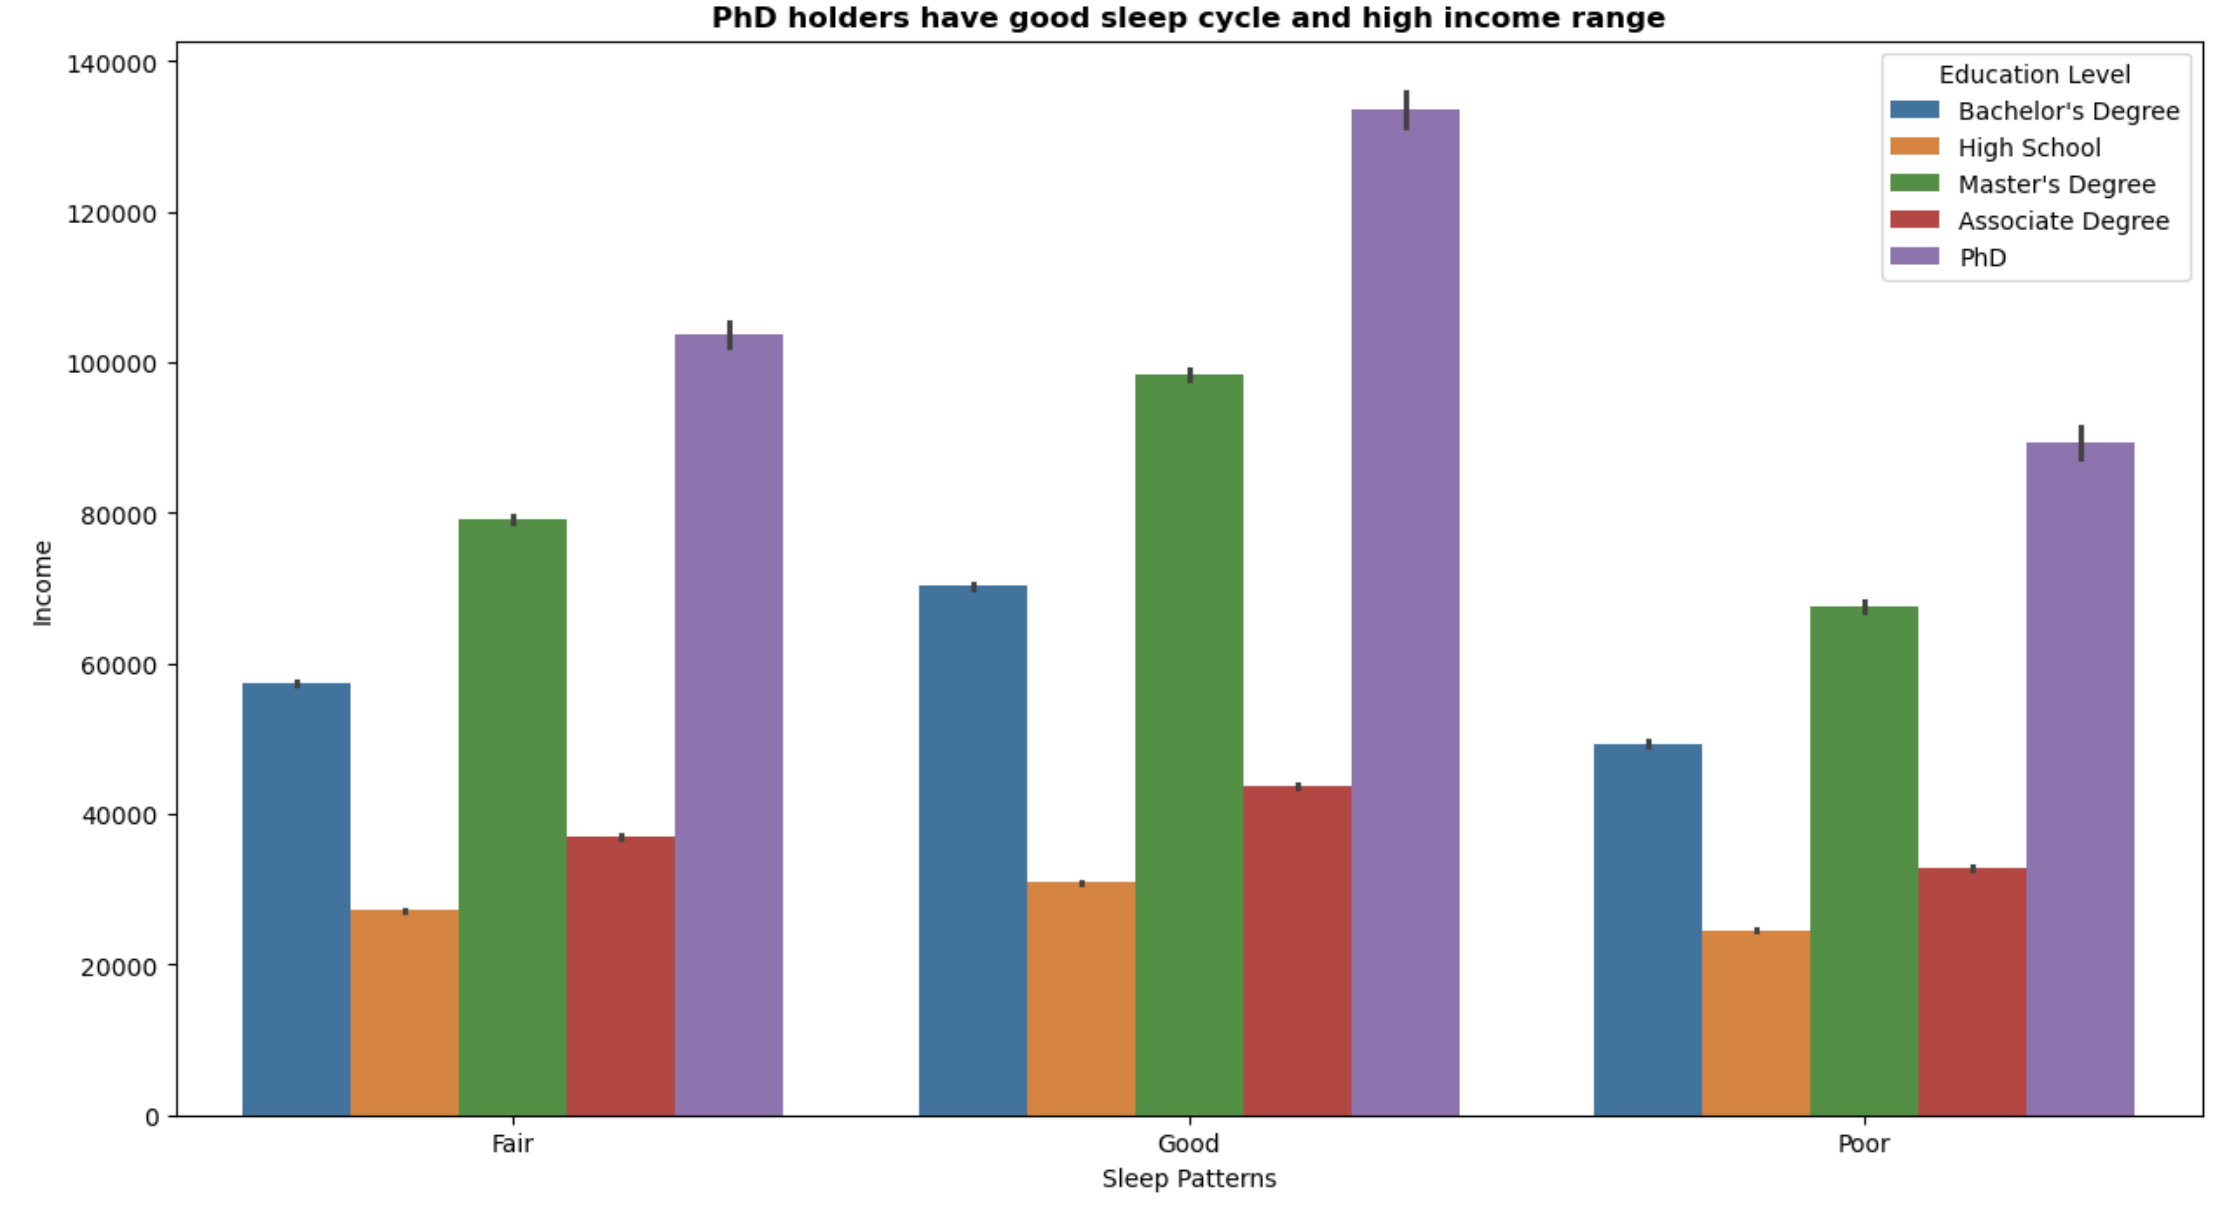 PhD holders have good sleep cycle and high income range
140000
120000
100000
80000
60000
40000
20000
0
Income
Education Level
Bachelor's Degree
High School
Master's Degree
Associate Degree
PhD
Fair Good Poor
Sleep Patterns